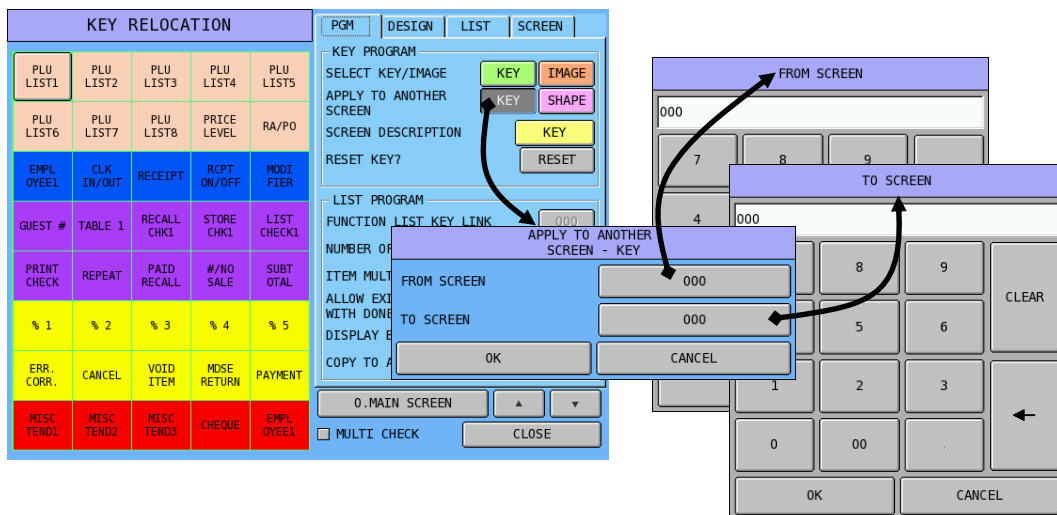 KEY RELOCATION
PLU
LIST1
PLU
LIST2
PLU
LIST3
PLU
LIST4
PLU
LIST5
PLU
LIST6
PLU
LIST7
PLU
LIST8
PRICE
LEVEL
RA/PO
EMPL
OYEE1
CLK
IN/OUT
RECEIPT
RCPT
ON/OFF
MODI
FIER
GUEST #
TABLE 1
RECALL
CHK1
STORE
CHK1
LIST
CHECK1
PRINT
CHECK
REPEAT
PAID
RECALL
#/NO
SALE
SUBT
OTAL
% 1
% 2
% 3
% 4
% 5
ERR.
CORR.
CANCEL
VOID
ITEM
MDSE
RETURN
PAYMENT
MISC
TEND1
MISC
TEND2
MISC
TEND3
CHEQUE
EMPL
OYEE1
PGM
DESIGN
LIST
SCREEN
KEY PROGRAM
SELECT KEY/IMAGE
KEY
IMAGE
APPLY TO ANOTHER
SCREEN
KEY
SHAPE
SCREEN DESCRIPTION
KEY
RESET KEY?
RESET
LIST PROGRAM
FUNCTION LIST KEY LINK
000
NUMBER OF
ITEM MULT
ALLOW EXI
WITH DONE
DISPLAY
COPY TO A
0.MAIN SCREEN
▲
▼
MULTI CHECK
CLOSE
APPLY TO ANOTHER
SCREEN - KEY
FROM SCREEN
000
TO SCREEN
000
OK
CANCEL
FROM SCREEN
000
7
8
9
4
TO SCREEN
000
8
9
CLEAR
5
6
1
2
3
0
00
.
OK
CANCEL